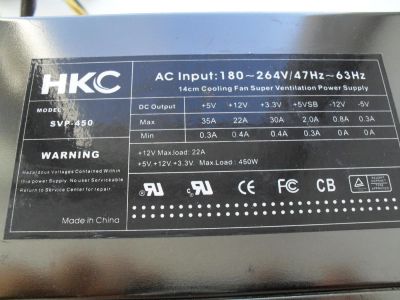 HKC
AC Input:180~264V/47Hz~63Hz
14cm Cooling Fan Super Ventilation Power Supply
MODEL:
SVP-450
DC Output +5V +12V +3.3V +5VSB -12V -5V
Max 35A 22A 30A 2.0A 0.8A 0.3A
Min 0.3A 0.4A 0.4A 0.3A 0A 0A
WARNING
Hazardous Voltages Contained Within
this power Supply. No user Serviceable
Return to Service Center for repair.
+12V Max.load: 22A
+5V.+12V.+3.3V. Max.Load: 450W
Made in China
CE FC CB